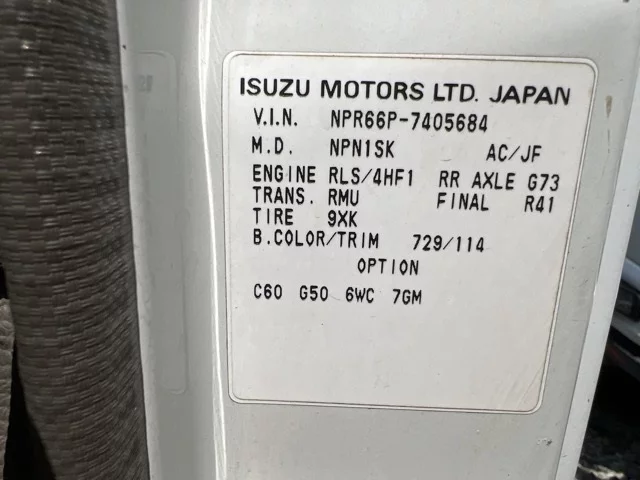 ISUZU MOTORS LTD. JAPAN
V.I.N. NPR66P-7405684
M.D. NPN1SK AC/JF
ENGINE RLS/4HF1 RR AXLE G73
TRANS. RMU FINAL R41
TIRE 9XK
B.COLOR/TRIM 729/114
OPTION
C60 G50 6WC 7GM